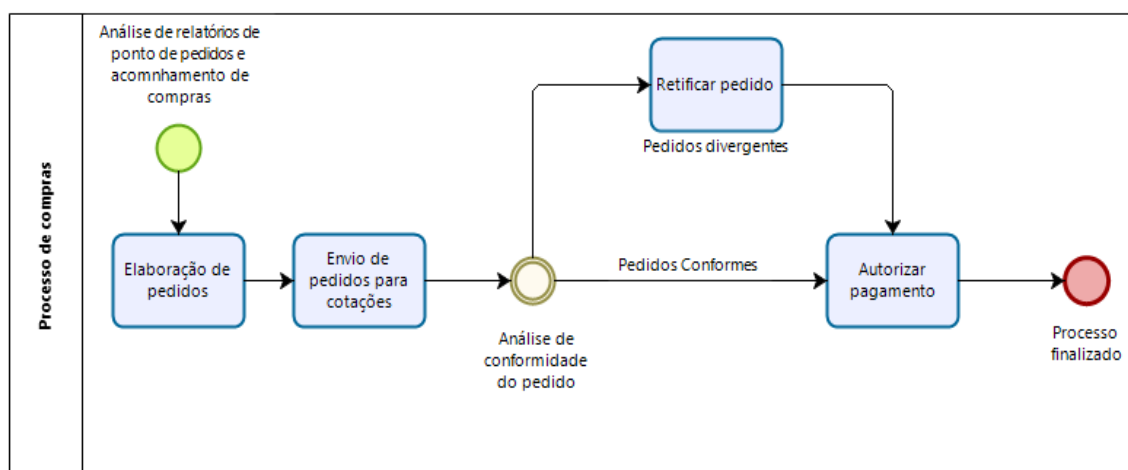 Processo de compras
Análise de relatórios de
ponto de pedidos e
acomnhamento de
compras
Elaboração de
pedidos
Envio de
pedidos para
cotações
Análise de
conformidade
do pedido
Retificar pedido
Pedidos divergentes
Pedidos Conformes
Autorizar
pagamento
Processo
finalizado